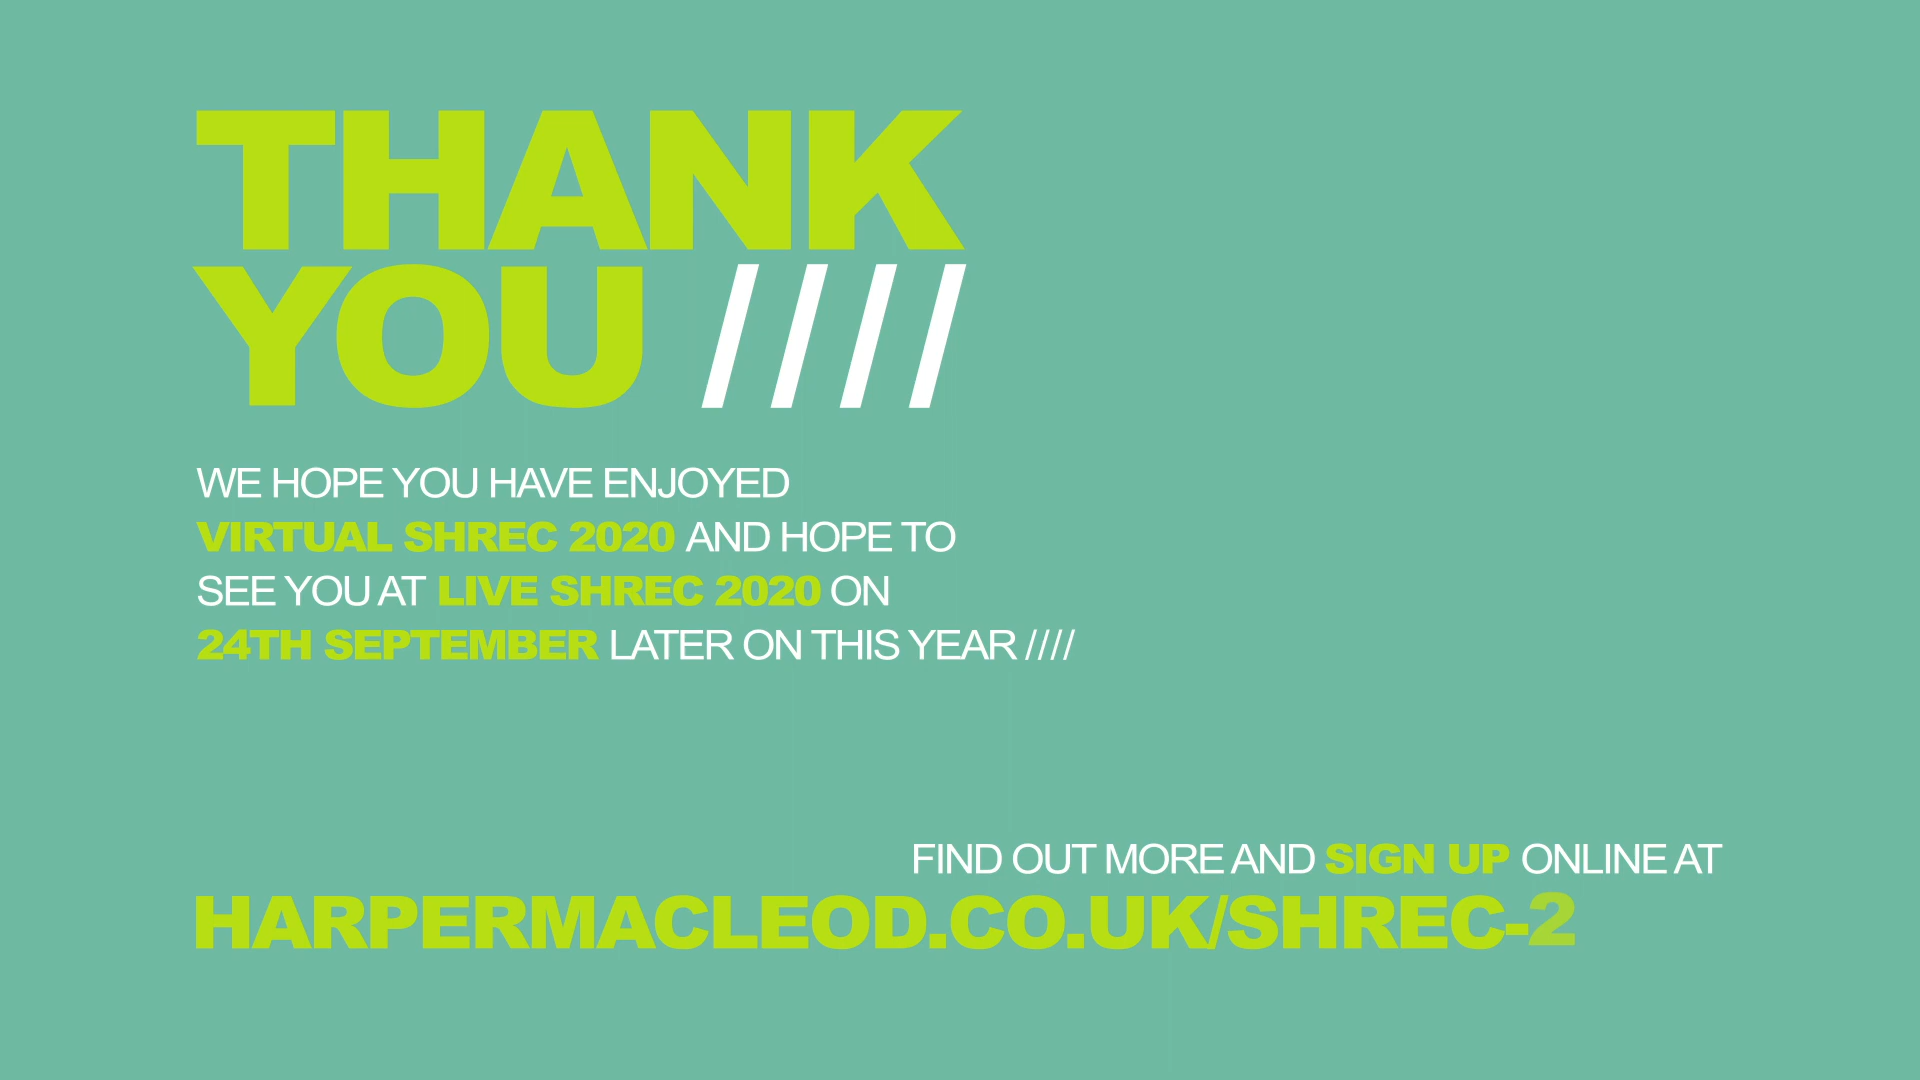 THANK
YOU ////
WE HOPE YOU HAVE ENJOYED
VIRTUAL SHREC 2020 AND HOPE TO
SEE YOU AT LIVE SHREC 2020 ON
24TH SEPTEMBER LATER ON THIS YEAR ////
FIND OUT MORE AND SIGN UP ONLINE AT
HARPERMACLEOD.CO.UK/SHREC-2